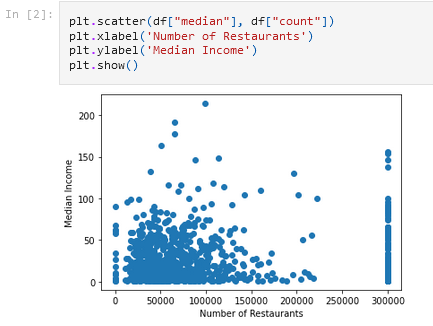 In [2]:
plt.scatter(df["median"], df["count"])
plt.xlabel('Number of Restaurants')
plt.ylabel('Median Income')
plt.show()
200
150
100
50
0
Median Income
0 50000 100000 150000 200000 250000 300000
Number of Restaurants